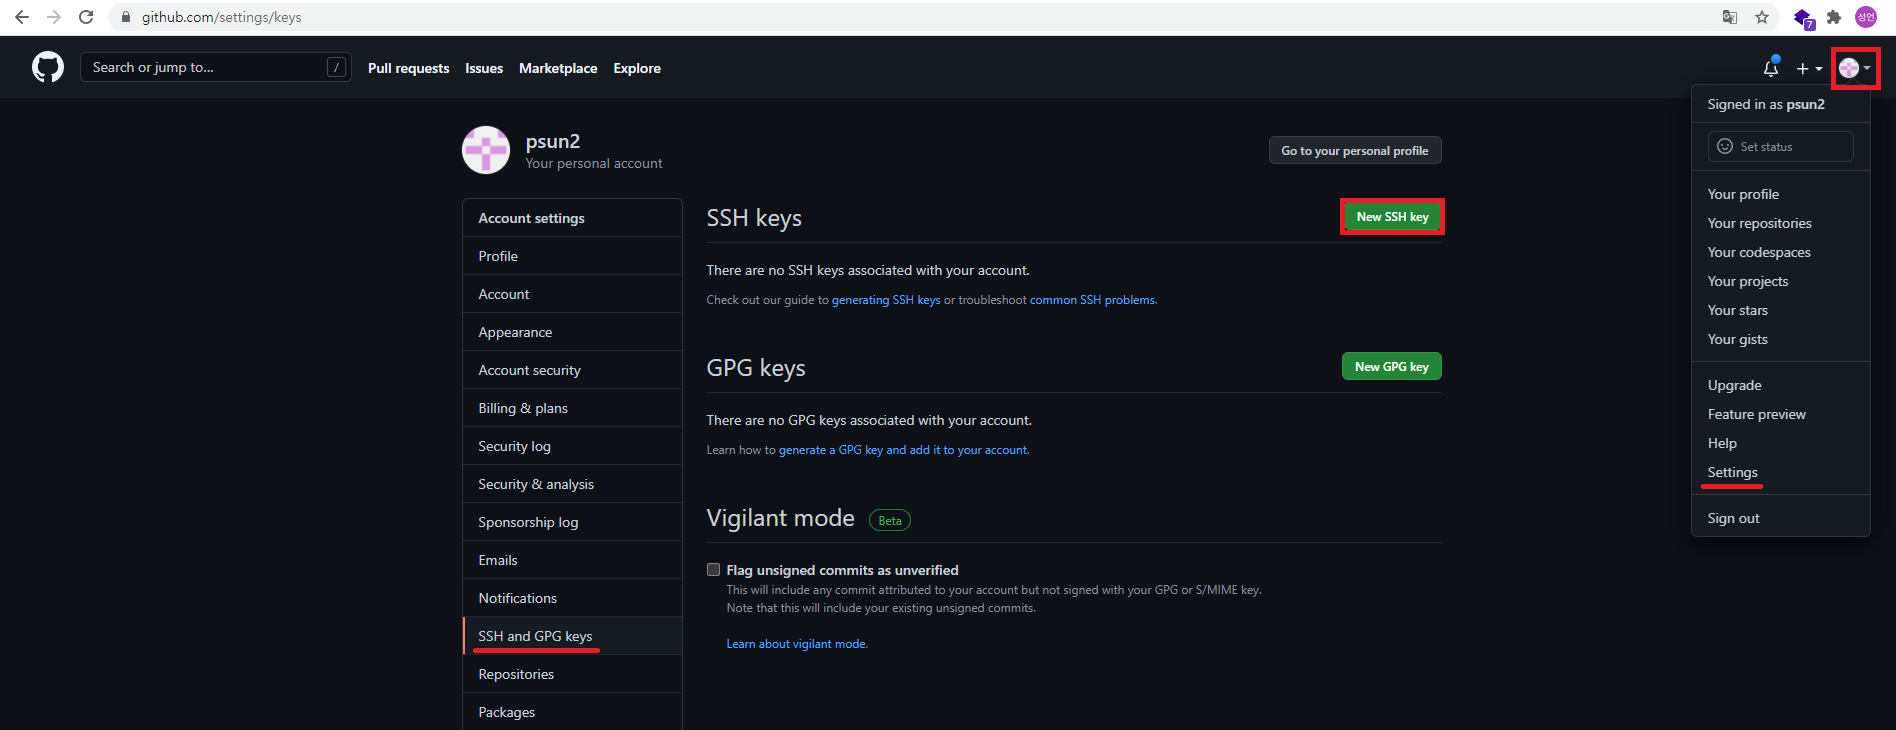 github.com/settings/keys
7
성언
Search or jump to...
/
Pull requests
Issues
Marketplace
Explore
Signed in as psun2
Set status
Your profile
Your repositories
Your codespaces
Your projects
Your stars
Your gists
Upgrade
Feature preview
Help
Settings
Sign out
psun2
Your personal account
Go to your personal profile
Account settings
Profile
Account
Appearance
Account security
Billing & plans
Security log
Security & analysis
Sponsorship log
Emails
Notifications
SSH and GPG keys
Repositories
Packages
SSH keys
New SSH key
There are no SSH keys associated with your account.
Check out our guide to generating SSH keys or troubleshoot common SSH problems.
GPG keys
New GPG key
There are no GPG keys associated with your account.
Learn how to generate a GPG key and add it to your account.
Vigilant mode
Beta
Flag unsigned commits as unverified
This will include any commit attributed to your account but not signed with your GPG or S/MIME key.
Note that this will include your existing unsigned commits.
Learn about vigilant mode.